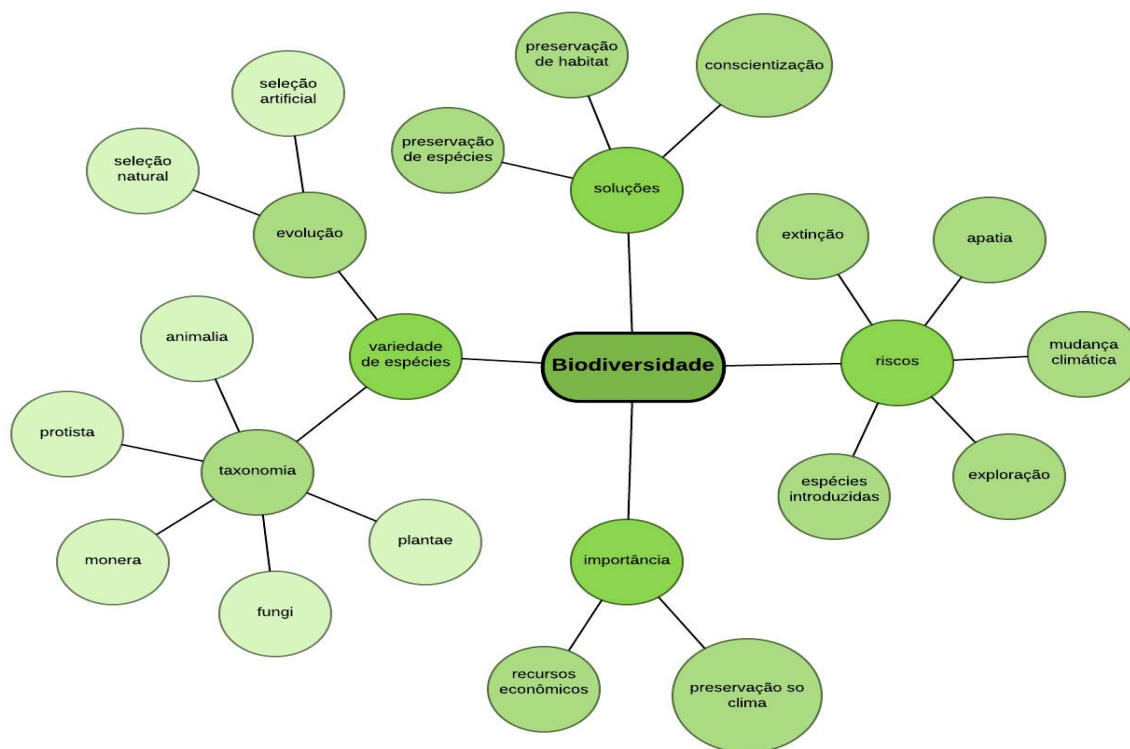 preservação
de habitat
conscientização
seleção
artificial
preservação
de espécies
seleção
natural
soluções
evolução
extinção
apatia
animalia
variedade
de espécies
Biodiversidade
riscos
mudança
climática
protista
taxonomia
espécies
introduzidas
exploração
monera
plantae
importância
fungi
recursos
econômicos
preservação so
clima